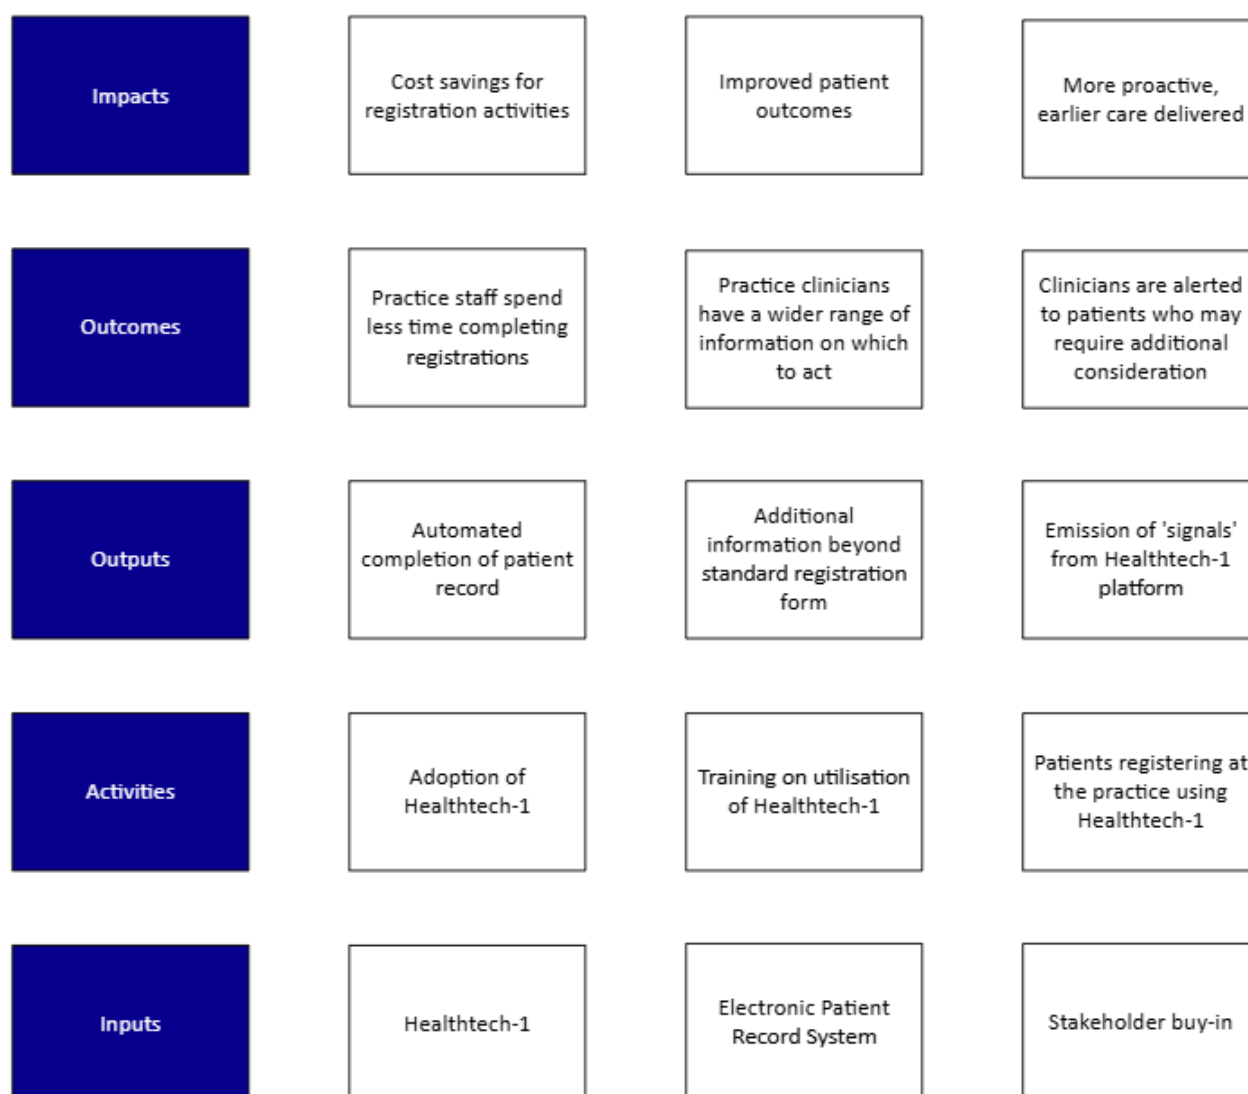 Impacts
Cost savings for
registration activities
Improved patient
outcomes
More proactive,
earlier care delivered
Outcomes
Practice staff spend
less time completing
registrations
Practice clinicians
have a wider range of
information on which
to act
Clinicians are alerted
to patients who may
require additional
consideration
Outputs
Automated
completion of patient
record
Additional
information beyond
standard registration
form
Emission of 'signals'
from Healthtech-1
platform
Activities
Adoption of
Healthtech-1
Training on utilisation
of Healthtech-1
Patients registering at
the practice using
Healthtech-1
Inputs
Healthtech-1
Electronic Patient
Record System
Stakeholder buy-in